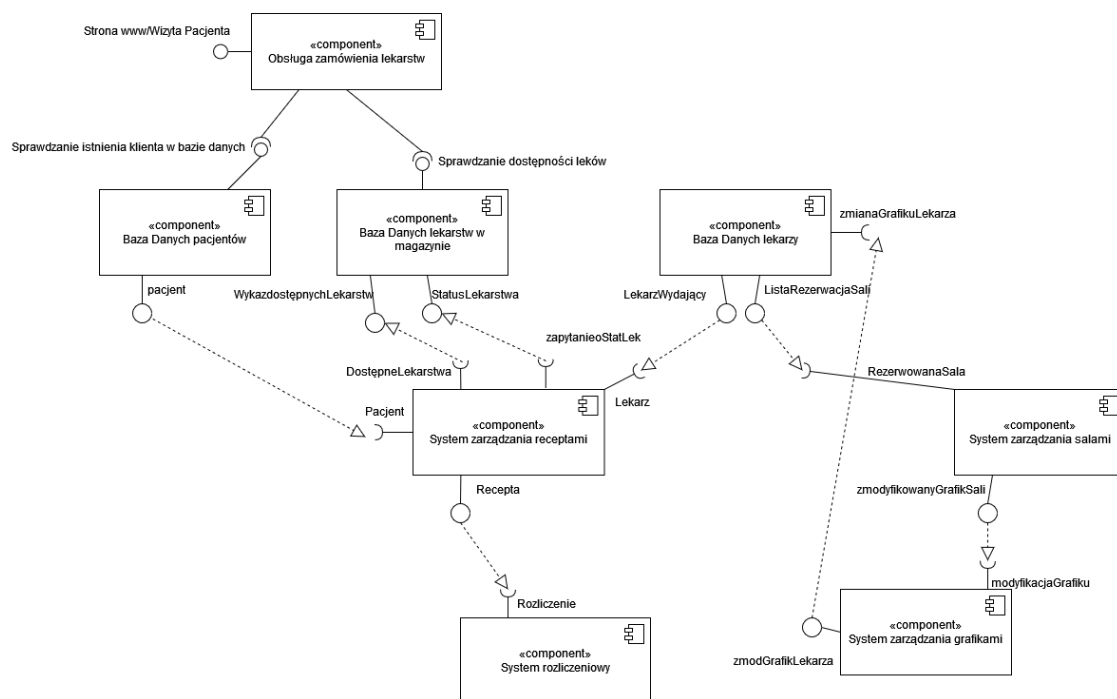 Strona www/Wizyta Pacjenta
«component»
Obsługa zamówienia lekarstw
Sprawdzanie istnienia klienta w bazie danych
Sprawdzanie dostępności leków
«component»
Baza Danych pacjentów
«component»
Baza Danych lekarstw w
magazynie
«component»
Baza Danych lekarzy
zmianaGrafikuLekarza
pacjent
WykazdostępnychLekarstw
StatusLekarstwa
LekarzWydający
ListaRezerwacjaSali
zapytanieoStatLek
DostępneLekarstwa
RezerwowanaSala
Lekarz
Pacjent
«component»
System zarządzania receptami
«component»
System zarządzania salami
Recepta
zmodyfikowanyGrafikSali
modyfikacjaGrafiku
Rozliczenie
«component»
System rozliczeniowy
«component»
System zarządzania grafikami
zmodGrafikLekarza